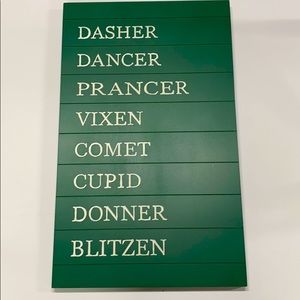 DASHER
DANCER
PRANCER
VIXEN
COMET
CUPID
DONNER
BLITZEN